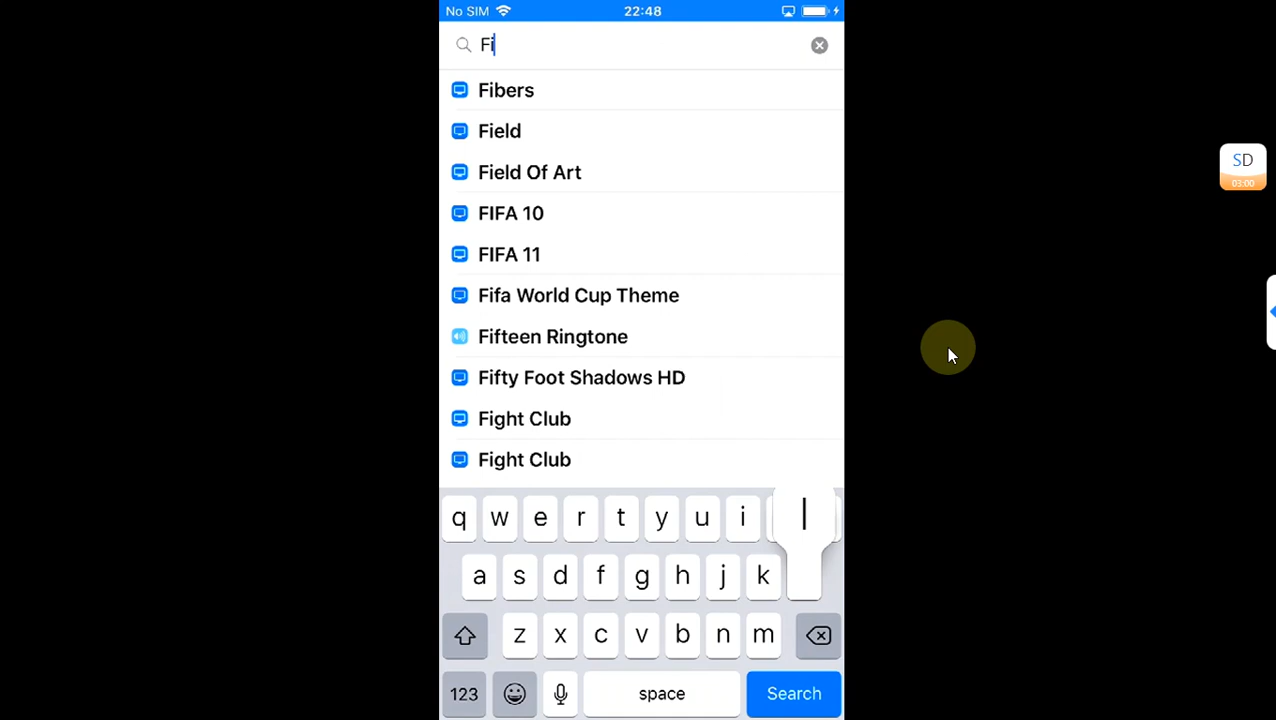 No SIM 22:48
Fi
Fibers
Field
Field Of Art
FIFA 10
FIFA 11
Fifa World Cup Theme
Fifteen Ringtone
Fifty Foot Shadows HD
Fight Club
Fight Club
q w e r t y u i l
a s d f g h j k
z x c v b n m
123 space Search
SD
03:00